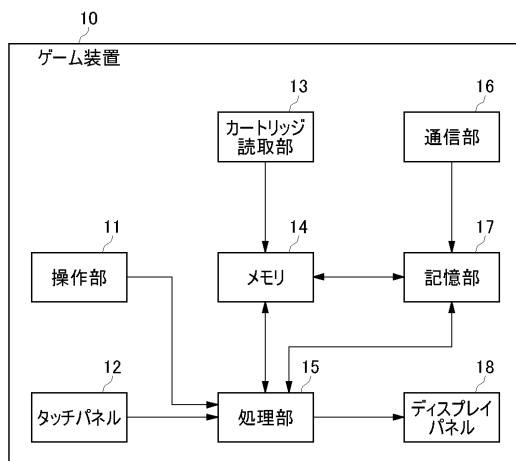 10
ゲーム装置
13
カートリッジ
読取部
16
通信部
11
操作部
14
メモリ
17
記憶部
12
タッチパネル
15
処理部
18
ディスプレイ
パネル